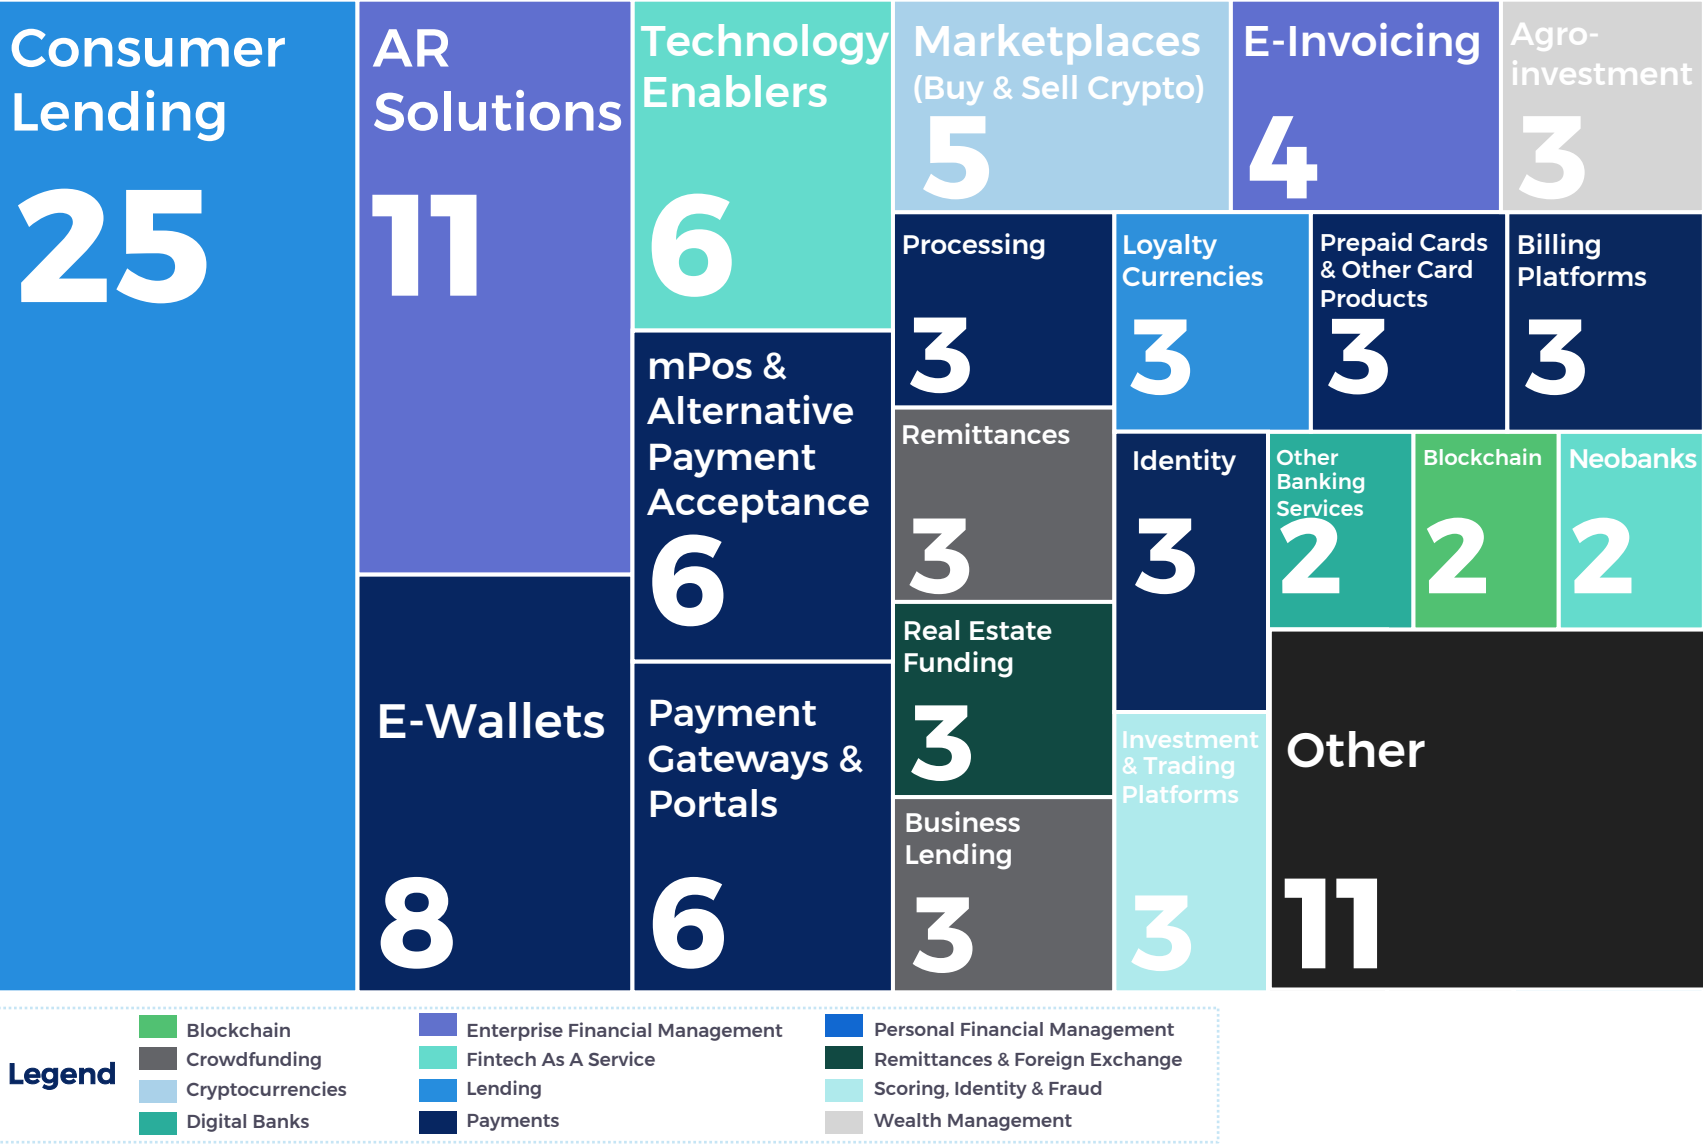 Consumer
Lending
25
AR
Solutions
11
E-Wallets
8
Technology
Enablers
6
mPos &
Alternative
Payment
Acceptance
6
Payment
Gateways &
Portals
6
Marketplaces
(Buy & Sell Crypto)
5
E-Invoicing
4
Agro-
investment
3
Processing
3
Loyalty
Currencies
3
Prepaid Cards
& Other Card
Products
3
Billing
Platforms
3
Remittances
3
Real Estate
Funding
3
Business
Lending
3
Identity
3
Investment
& Trading
Platforms
3
Other
Banking
Services
2
Blockchain
2
Neobanks
2
Other
11
Legend
Blockchain
Crowdfunding
Cryptocurrencies
Digital Banks
Enterprise Financial Management
Fintech As A Service
Lending
Payments
Personal Financial Management
Remittances & Foreign Exchange
Scoring, Identity & Fraud
Wealth Management